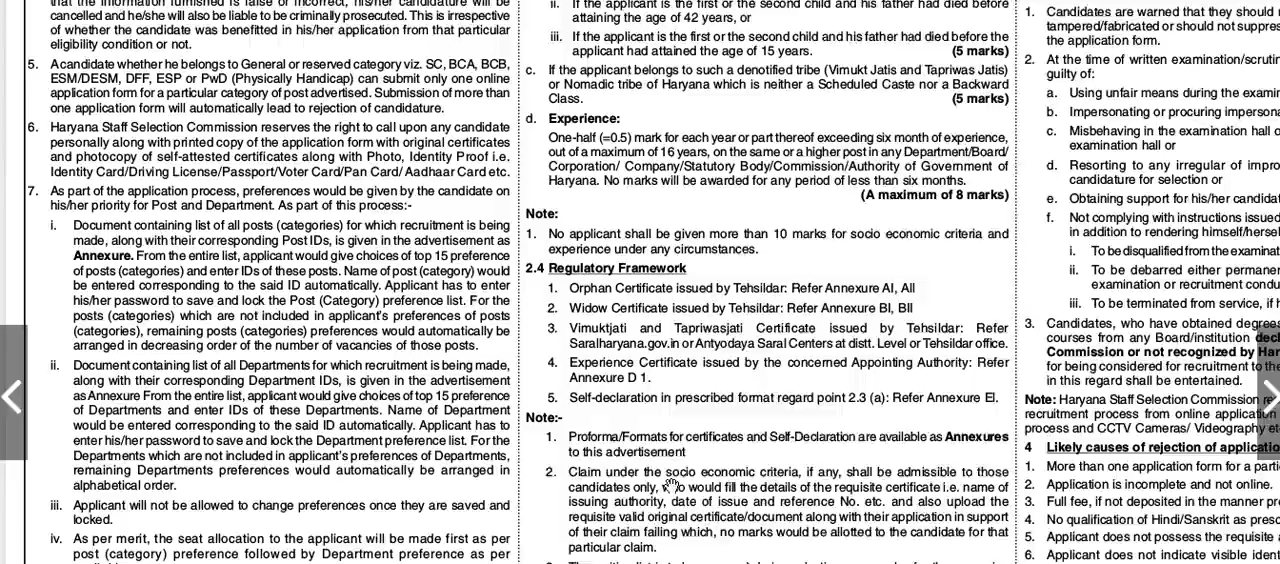 that the information furnished is false or incorrect, his/her candidature will be
cancelled and he/she will also be liable to be criminally prosecuted. This is irrespective
of whether the candidate was benefitted in his/her application from that particular
eligibility condition or not.
5. A candidate whether he belongs to General or reserved category viz. SC, BCA, BCB,
ESM/DESM, DFF, ESP or PwD (Physically Handicap) can submit only one online
application form for a particular category of post advertised. Submission of more than
one application form will automatically lead to rejection of candidature.
6. Haryana Staff Selection Commission reserves the right to call upon any candidate
personally along with printed copy of the application form with original certificates
and photocopy of self-attested certificates along with Photo, Identity Proof i.e.
Identity Card/Driving License/Passport/Voter Card/Pan Card/ Aadhaar Card etc.
7. As part of the application process, preferences would be given by the candidate on
his/her priority for Post and Department. As part of this process:-
i. Document containing list of all posts (categories) for which recruitment is being
made, along with their corresponding Post IDs, is given in the advertisement as
Annexure. From the entire list, applicant would give choices of top 15 preference
of posts (categories) and enter IDs of these posts. Name of post (category) would
be entered corresponding to the said ID automatically. Applicant has to enter
his/her password to save and lock the Post (Category) preference list. For the
posts (categories) which are not included in applicant's preferences of posts
(categories), remaining posts (categories) preferences would automatically be
arranged in decreasing order of the number of vacancies of those posts.
ii. Document containing list of all Departments for which recruitment is being made,
along with their corresponding Department IDs, is given in the advertisement
as Annexure From the entire list, applicant would give choices of top 15 preference
of Departments and enter IDs of these Departments. Name of Department
would be entered corresponding to the said ID automatically. Applicant has to
enter his/her password to save and lock the Department preference list. For the
Departments which are not included in applicant's preferences of Departments,
remaining Departments preferences would automatically be arranged in
alphabetical order.
iii. Applicant will not be allowed to change preferences once they are saved and
locked.
iv. As per merit, the seat allocation to the applicant will be made first as per
post (category) preference followed by Department preference as per
ii. If the applicant is the first or the second child and his father had died before
attaining the age of 42 years, or
iii. If the applicant is the first or the second child and his father had died before the
applicant had attained the age of 15 years. (5 marks)
c. If the applicant belongs to such a denotified tribe (Vimukt Jatis and Tapriwas Jatis)
or Nomadic tribe of Haryana which is neither a Scheduled Caste nor a Backward
Class. (5 marks)
d. Experience:
One-half (=0.5) mark for each year or part thereof exceeding six month of experience,
out of a maximum of 16 years, on the same or a higher post in any Department/Board/
Corporation/ Company/Statutory Body/Commission/Authority of Government of
Haryana. No marks will be awarded for any period of less than six months.
(A maximum of 8 marks)
Note:
1. No applicant shall be given more than 10 marks for socio economic criteria and
experience under any circumstances.
2.4 Regulatory Framework
1. Orphan Certificate issued by Tehsildar: Refer Annexure AI, AII
2. Widow Certificate issued by Tehsildar: Refer Annexure BI, BII
3. Vimuktjati and Tapriwasjati Certificate issued by Tehsildar: Refer
Saralharyana.gov.in or Antyodaya Saral Centers at distt. Level or Tehsildar office.
4. Experience Certificate issued by the concerned Appointing Authority: Refer
Annexure D 1.
5. Self-declaration in prescribed format regard point 2.3 (a): Refer Annexure EI.
Note:-
1. Proforma/Formats for certificates and Self-Declaration are available as Annexures
to this advertisement
2. Claim under the socio economic criteria, if any, shall be admissible to those
candidates only, would fill the details of the requisite certificate i.e. name of
issuing authority, date of issue and reference No. etc. and also upload the
requisite valid original certificate/document along with their application in support
of their claim failing which, no marks would be allotted to the candidate for that
particular claim.
1. Candidates are warned that they should
tampered/fabricated or should not suppres
the application form.
2. At the time of written examination/scrutin
guilty of:
a. Using unfair means during the examin
b. Impersonating or procuring impersona
c. Misbehaving in the examination hall o
examination hall or
d. Resorting to any irregular of impro
candidature for selection or
e. Obtaining support for his/her candidat
f. Not complying with instructions issued
in addition to rendering himself/hersel
i. To be disqualified from the examinat
ii. To be debarred either permaner
examination or recruitment condu
iii. To be terminated from service, if h
3. Candidates, who have obtained degrees
courses from any Board/institution decl
Commission or not recognized by Har
for being considered for recruitment to the
in this regard shall be entertained.
Note: Haryana Staff Selection Commission re
recruitment process from online application
process and CCTV Cameras/ Videography et
4 Likely causes of rejection of applicatio
1. More than one application form for a parti
2. Application is incomplete and not online.
3. Full fee, if not deposited in the manner pre
4. No qualification of Hindi/Sanskrit as presc
5. Applicant does not possess the requisite a
6. Applicant does not indicate visible ident